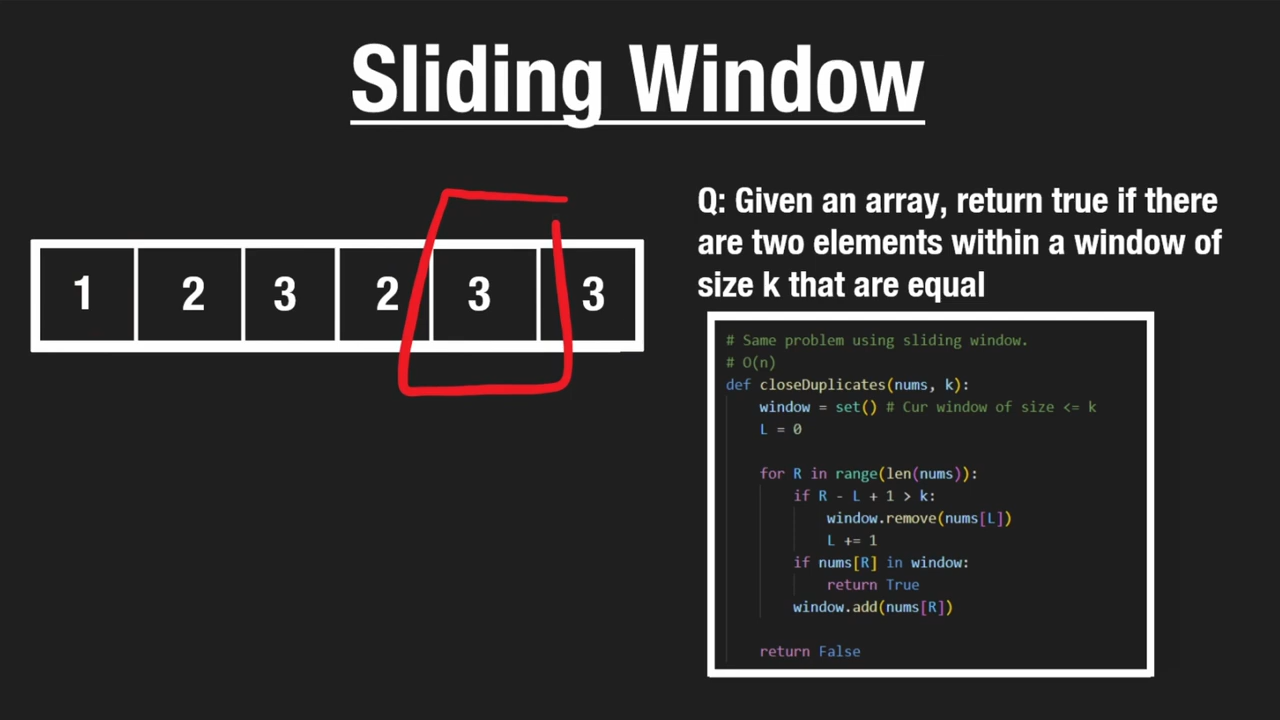 Sliding Window
1 2 3 2 3 3
Q: Given an array, return true if there
are two elements within a window of
size k that are equal
# Same problem using sliding window.
# O(n)
def closeDuplicates(nums, k):
    window = set() # Cur window of size <= k
    L = 0
    for R in range(len(nums)):
        if R - L + 1 > k:
            window.remove(nums[L])
            L += 1
        if nums[R] in window:
            return True
        window.add(nums[R])
    return False